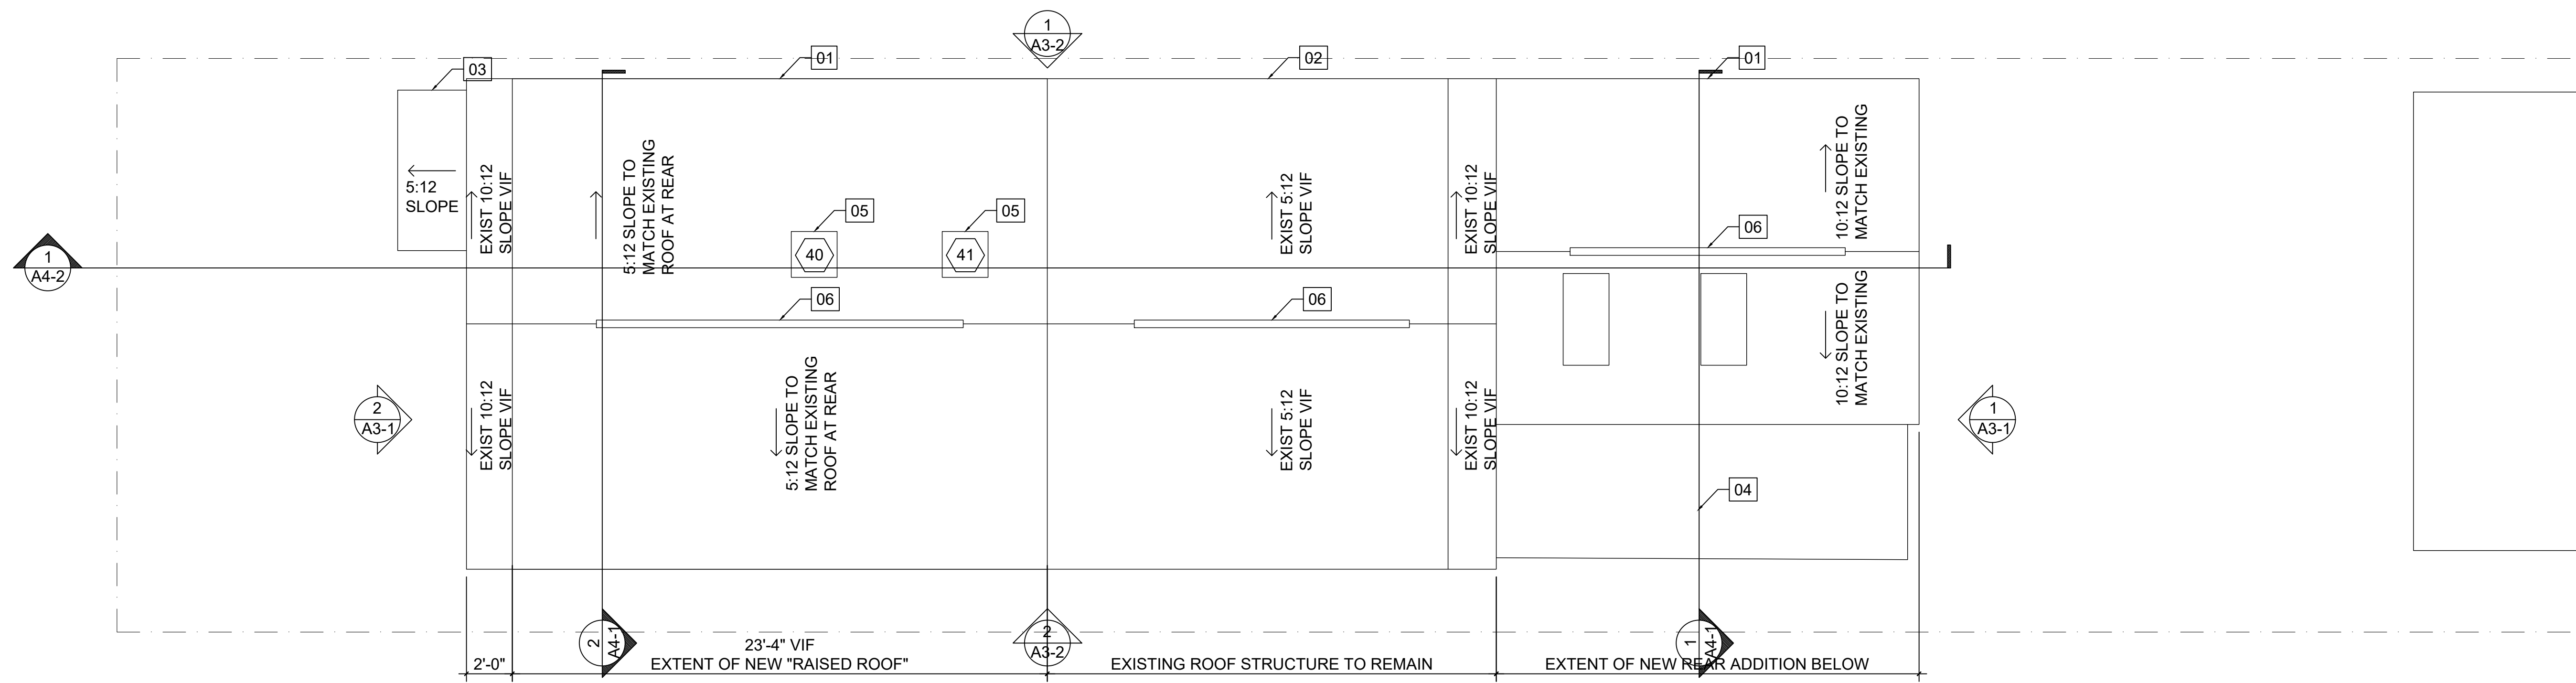 1
A3-2
03
01
02
01
5:12
SLOPE
EXIST 10:12
SLOPE VIF
5:12 SLOPE TO
MATCH EXISTING
ROOF AT REAR
40
05
41
05
EXIST 5:12
SLOPE VIF
EXIST 10:12
SLOPE VIF
10:12 SLOPE TO
MATCH EXISTING
06
1
A4-2
06
06
10:12 SLOPE TO
MATCH EXISTING
2
A3-1
EXIST 10:12
SLOPE VIF
5:12 SLOPE TO
MATCH EXISTING
ROOF AT REAR
EXIST 5:12
SLOPE VIF
EXIST 10:12
SLOPE VIF
1
A3-1
04
2
A4-1
2
A3-2
1
A4-1
2'-0"
23'-4" VIF
EXTENT OF NEW "RAISED ROOF"
EXISTING ROOF STRUCTURE TO REMAIN
EXTENT OF NEW REAR ADDITION BELOW